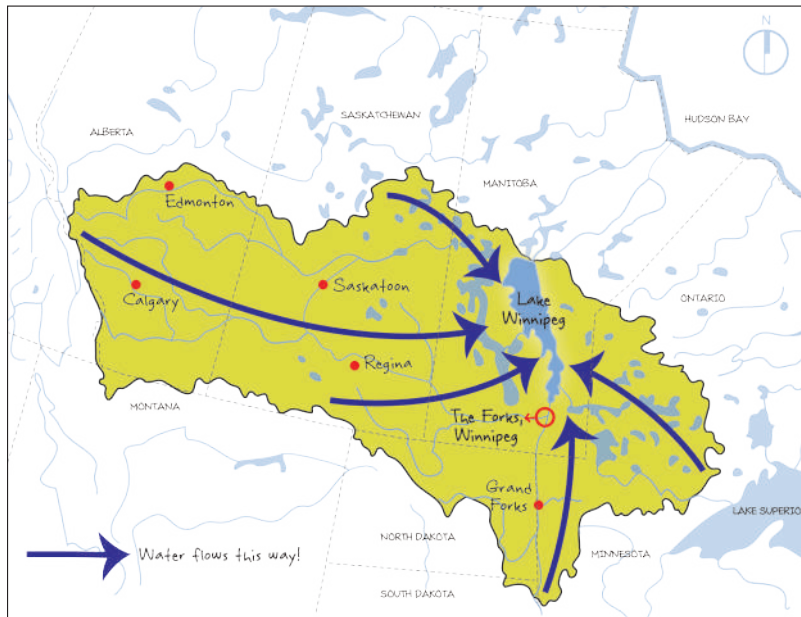 N
HUDSON BAY
SASKATCHEWAN
ALBERTA
MANITOBA
Edmonton
Saskatoon
Calgary
ONTARIO
Lake
Winnipeg
Regina
MONTANA
The Forks,
Winnipeg
Grand
Forks
LAKE SUPERIO
NORTH DAKOTA
MINNESOTA
Water flows this way!
SOUTH DAKOTA